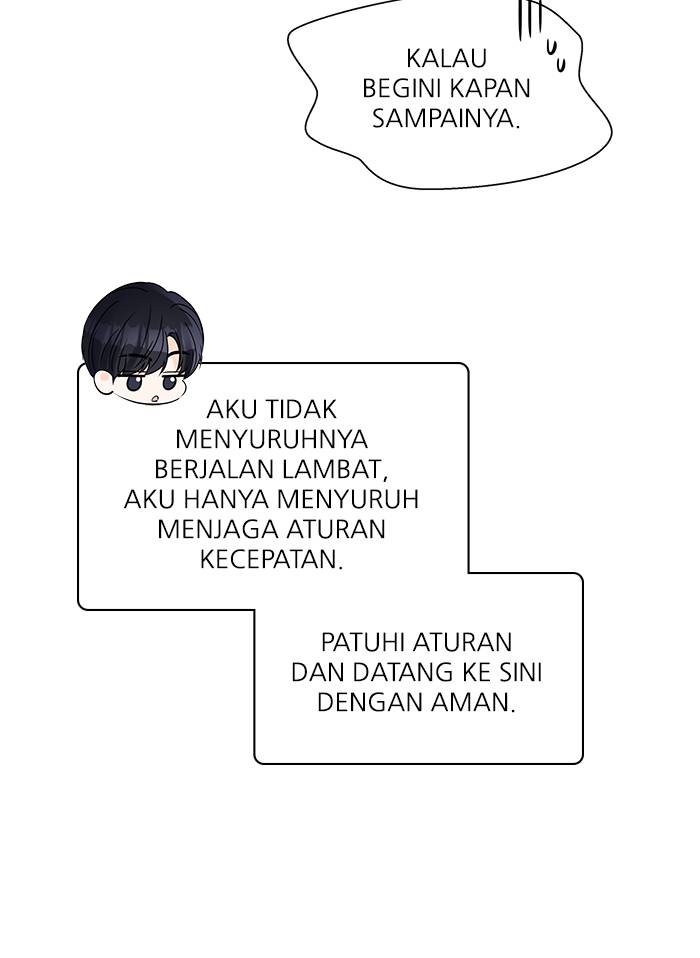 KALAU
BEGINI KAPAN
SAMPAINYA.
AKU TIDAK
MENYURUHNYA
BERJALAN LAMBAT,
AKU HANYA MENYURUH
MENJAGA ATURAN
KECEPATAN.
PATUHI ATURAN
DAN DATANG KE SINI
DENGAN AMAN.